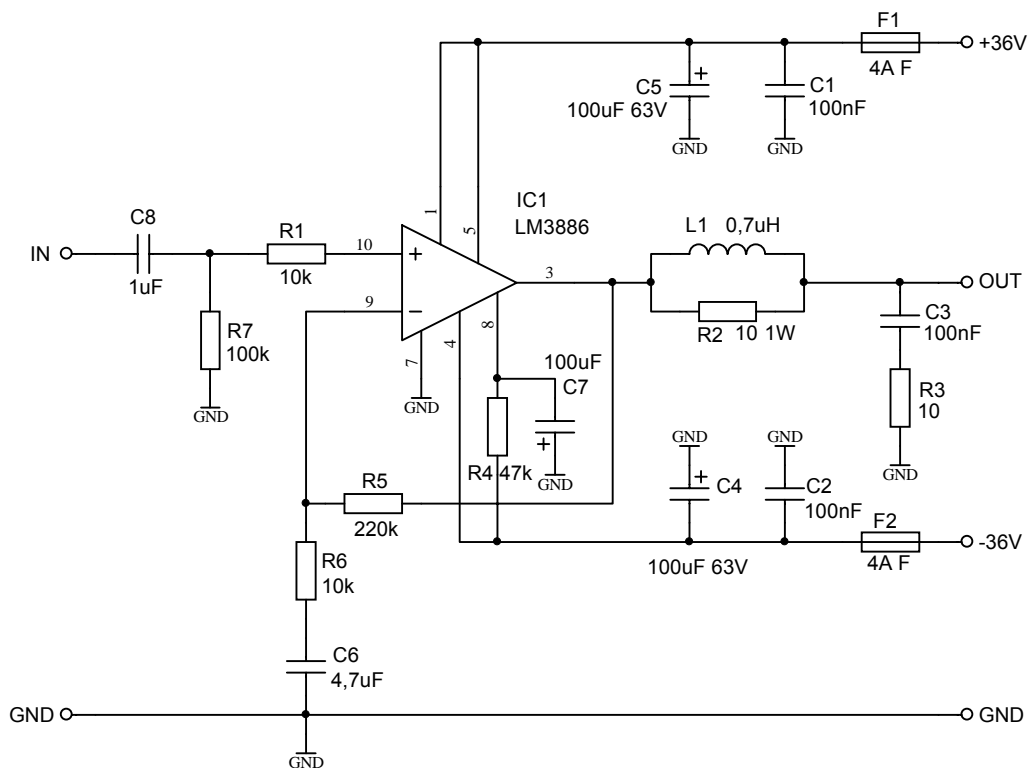 F1
+36V
4A F
C5
+
100uF 63V
C1
100nF
GND
GND
IC1
LM3886
1
5
C8
IN
1uF
R1
10k
10
+
L1 0,7uH
3
OUT
R7
100k
9
−
R2 10 1W
C3
100nF
4
8
7
100uF
C7
GND
GND
R3
10
+
GND
GND
R4 47k
GND
GND
+
C4
C2
100nF
R5
220k
F2
-36V
4A F
100uF 63V
R6
10k
C6
4,7uF
GND
GND
GND